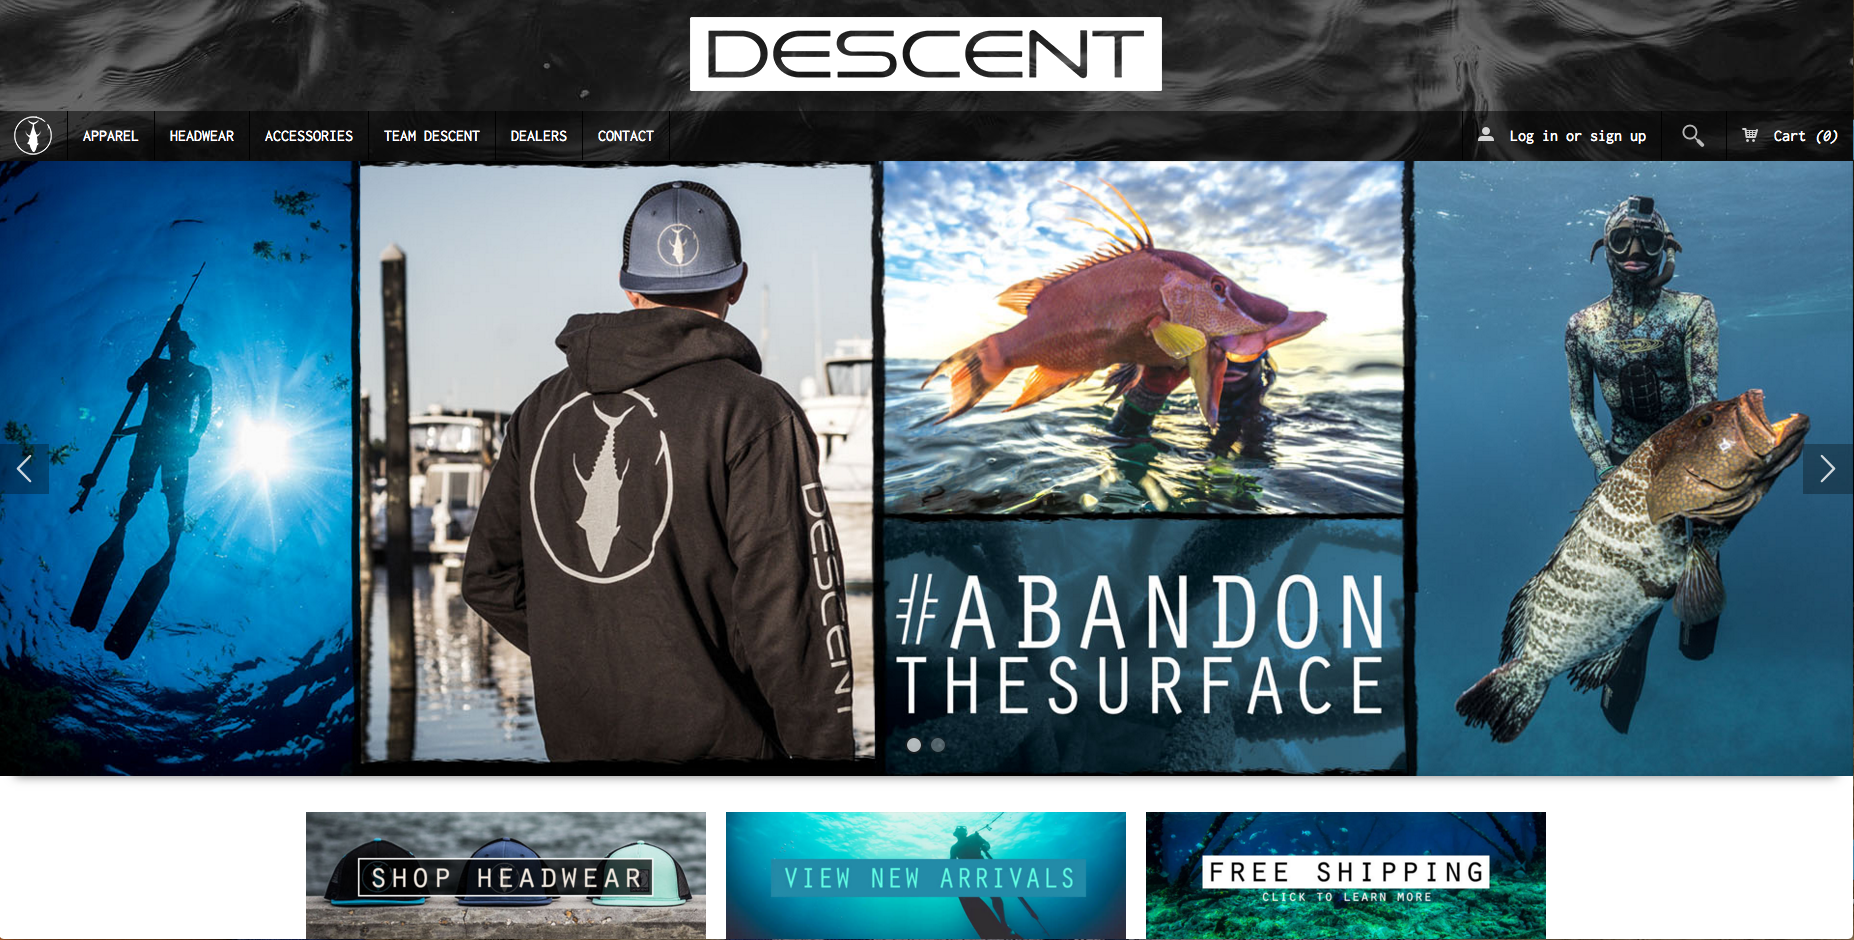 DESCENT
APPAREL
HEADWEAR
ACCESSORIES
TEAM DESCENT
DEALERS
CONTACT
Log in or sign up
Cart (0)
DESCENT
#ABANDON
THESURFACE
SHOP HEADWEAR
VIEW NEW ARRIVALS
FREE SHIPPING
CLICK TO LEARN MORE